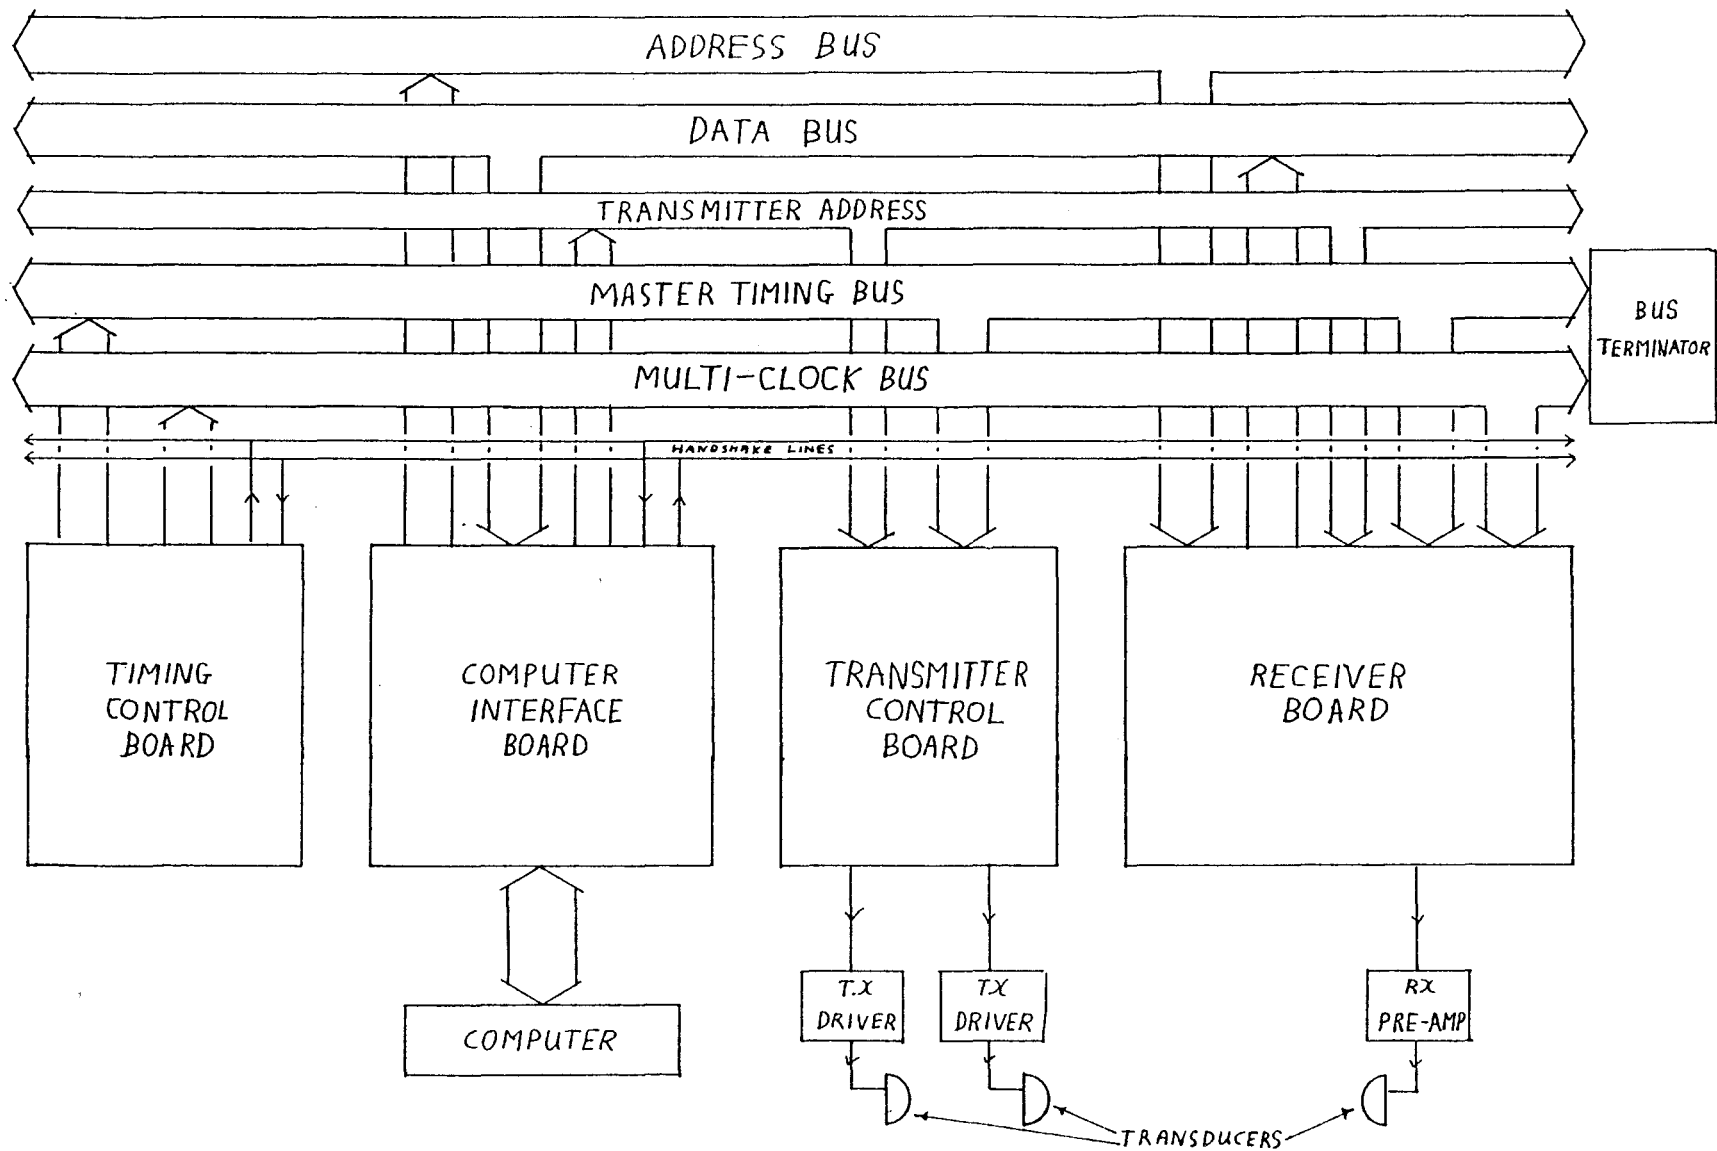 ADDRESS BUS
DATA BUS
TRANSMITTER ADDRESS
MASTER TIMING BUS
MULTI-CLOCK BUS
HANDSHAKE LINES
BUS
TERMINATOR
TIMING
CONTROL
BOARD
COMPUTER
INTERFACE
BOARD
TRANSMITTER
CONTROL
BOARD
RECEIVER
BOARD
COMPUTER
T.X
DRIVER
TX
DRIVER
RX
PRE-AMP
TRANSDUCERS